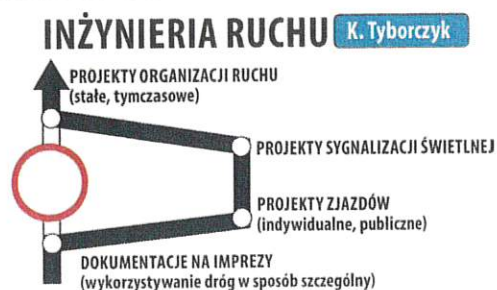 INŻYNIERIA RUCHU K. Tyborczyk
PROJEKTY ORGANIZACJI RUCHU
(stałe, tymczasowe)
PROJEKTY SYGNALIZACJI ŚWIETLNEJ
PROJEKTY ZJAZDÓW
(indywidualne, publiczne)
DOKUMENTACJE NA IMPREZY
(wykorzystywanie dróg w sposób szczególny)